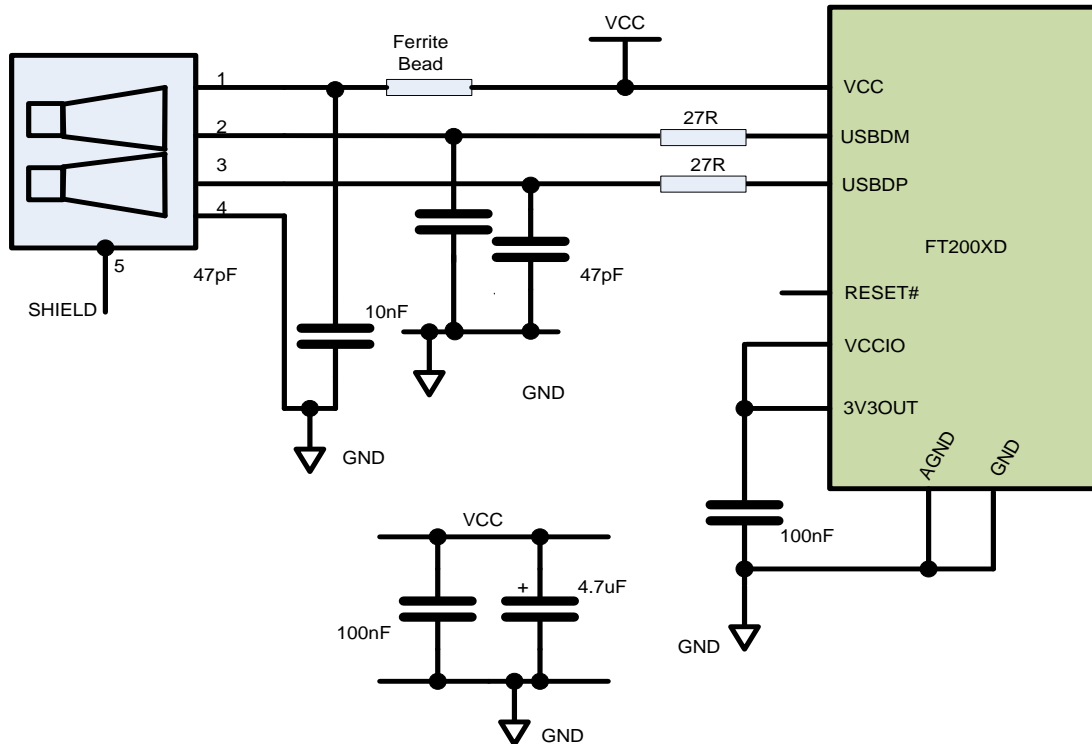 VCC
Ferrite
Bead
1
VCC
27R
2
USBDM
27R
3
USBDP
4
FT200XD
5
47pF
47pF
SHIELD
RESET#
10nF
VCCIO
GND
3V3OUT
GND
AGND
GND
VCC
100nF
+
4.7uF
100nF
GND
GND